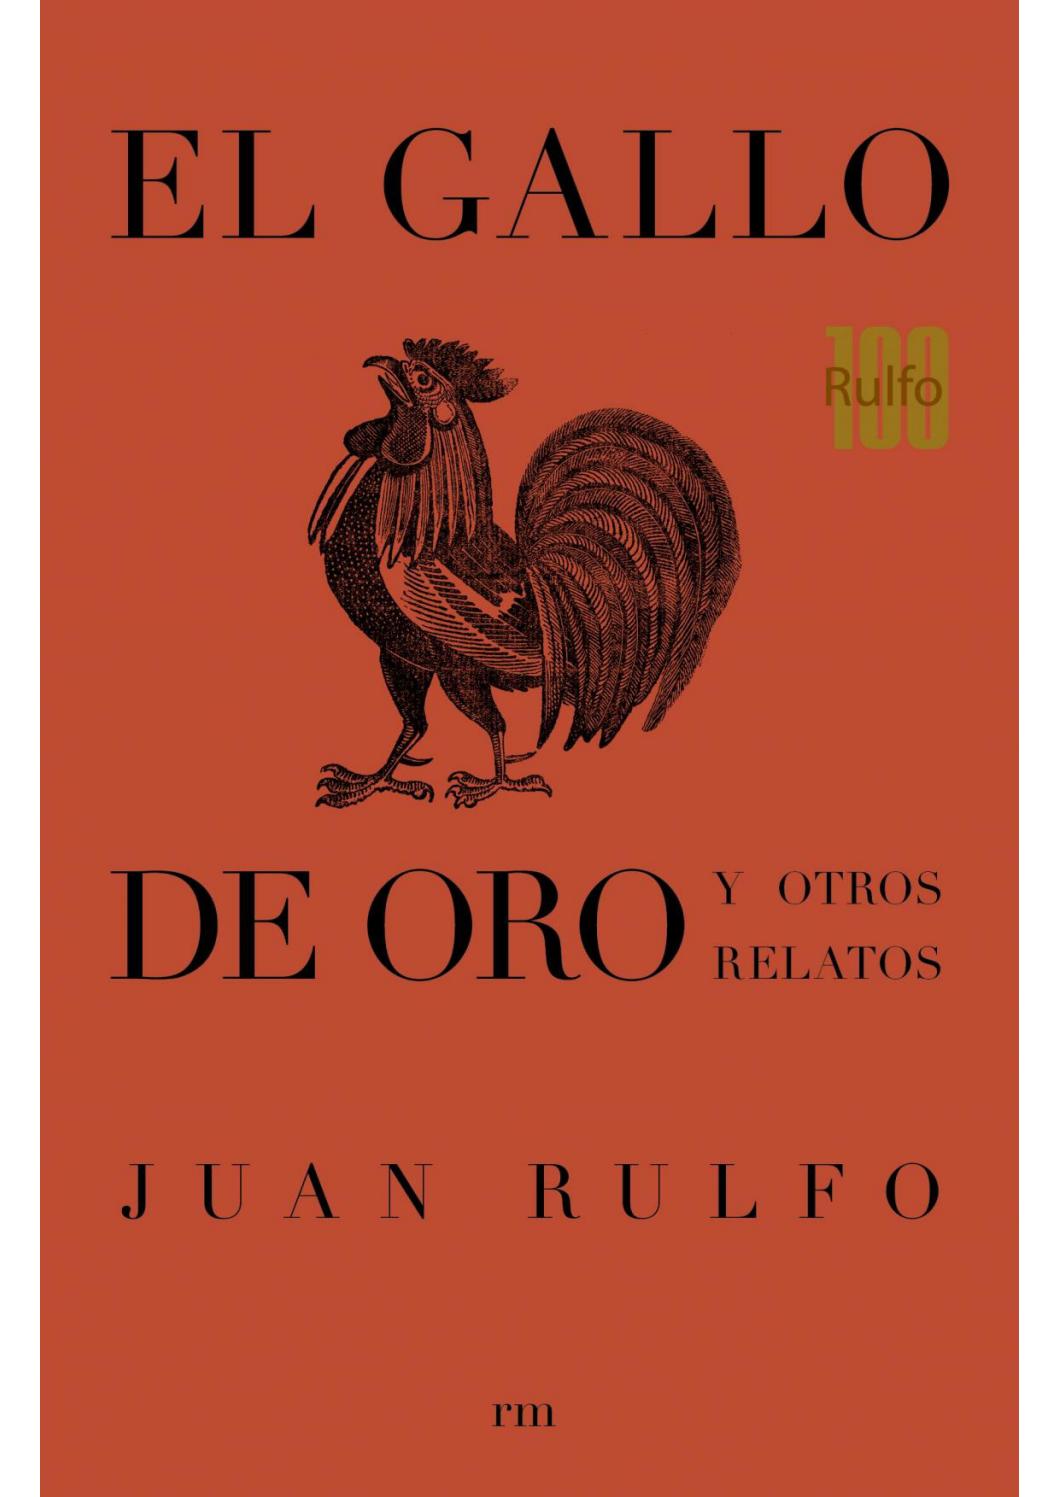 EL GALLO
100
Rulfo
DE ORO
Y OTROS
RELATOS
JUAN RULFO
rm